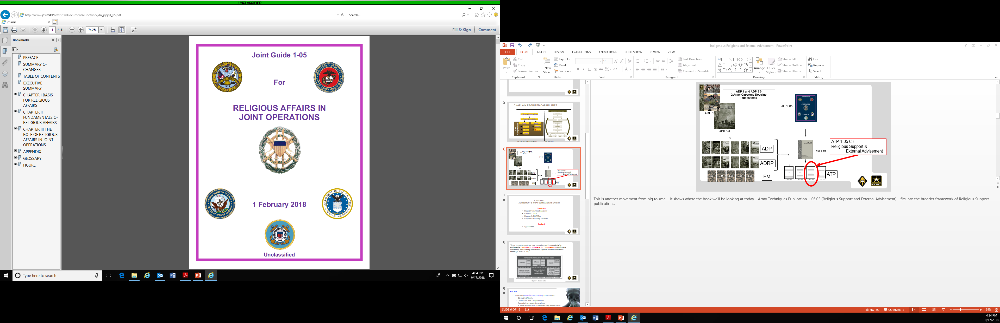 UNCLASSIFIED
http://www.jcs.mil/Portals/36/Documents/Doctrine/jdn_jg/jg1_05.pdf
Search...
jcs.mil
1 / 51
74.2%
Fill & Sign
Comment
Bookmarks
PREFACE
SUMMARY OF
CHANGES
TABLE OF CONTENTS
EXECUTIVE
SUMMARY
CHAPTER I BASIS
FOR RELIGIOUS
AFFAIRS
CHAPTER II
FUNDAMENTALS OF
RELIGIOUS AFFAIRS
CHAPTER III THE
ROLE OF RELIGIOUS
AFFAIRS IN JOINT
OPERATIONS
APPENDIX
GLOSSARY
FIGURE
Joint Guide 1-05
For
RELIGIOUS AFFAIRS IN
JOINT OPERATIONS
JOINT
CHIEFS OF STAFF
1 February 2018
Unclassified
Type here to search
4:34 PM
9/17/2018
1-Indigenous Religions and External Advisement - PowerPoint
FILE HOME INSERT DESIGN TRANSITIONS ANIMATIONS SLIDE SHOW REVIEW VIEW
Paste
Cut
Copy
Format Painter
Clipboard
New
Slide
Layout
Reset
Section
Slides
16
Font
Text Direction
Align Text
Convert to SmartArt
Paragraph
Arrange
Quick
Styles
Shape Fill
Shape Outline
Shape Effects
Drawing
Find
Replace
Select
Editing
5
CHAPLAIN REQUIRED CAPABILITIES
6
7
ATP 1-05.03
ADVISEMENT & WHAT COMMANDERS EXPECT
Principles
Chapter 1: Advise Capability
Chapter 2: SLE
Chapter 3: RAA/RIA
Chapter 4: Running Estimate
Content
Appendices
8
"Army forces demonstrate core competencies through decisive
action—the continuous, simultaneous combinations of offensive,
defensive, and stability or defense support of civil authorities
tasks" (ADRP 3-0, 2-9).
Tasks conducted outside the United States
9
BIASES
What is my three-fold responsibility for my biases?
Be aware of them.
Understand how I acquired them.
Evaluate them against my values.
ADP 1 and ADP 3-0
2 Army Capstone Doctrine
Publications
ADP 1
ADP 3-0
JP 1-05
FM 1-05
ADP
ADRP
FM
ATP
ATP 1-05.03
Religious Support &
External Advisement
U.S.ARMY
This is another movement from big to small. It shows where the book we'll be looking at today – Army Techniques Publication 1-05.03 (Religious Support and External Advisement) – fits into the broader framework of Religious Support
publications.
SLIDE 6 OF 16
NOTES
COMMENTS
59%
4:34 PM
9/17/2018